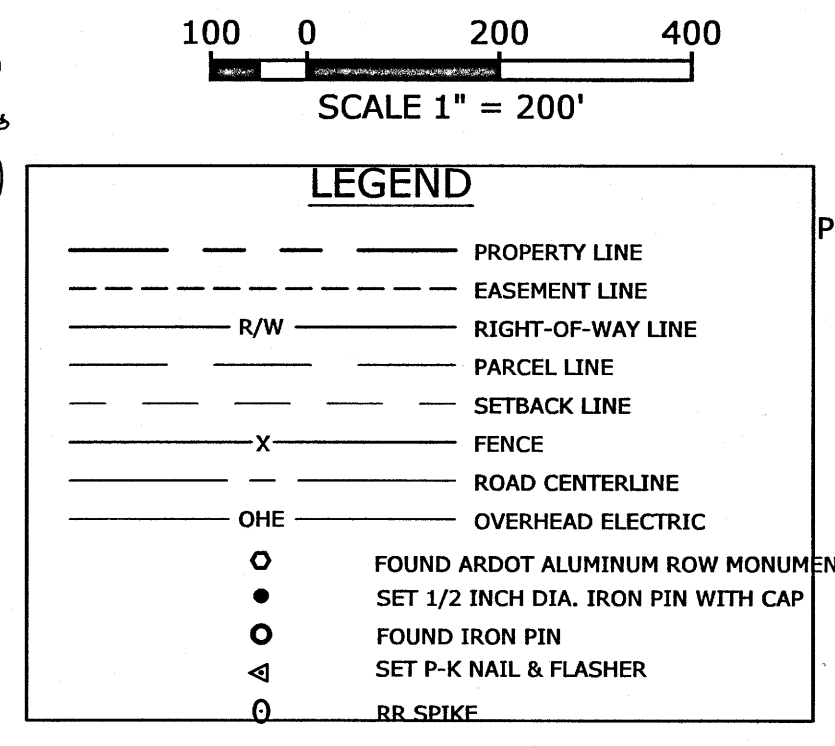 100 0 200 400
SCALE 1" = 200'
LEGEND
P
PROPERTY LINE
EASEMENT LINE
R/W RIGHT-OF-WAY LINE
PARCEL LINE
SETBACK LINE
X FENCE
ROAD CENTERLINE
OHE OVERHEAD ELECTRIC
FOUND ARDOT ALUMINUM ROW MONUMEN
SET 1/2 INCH DIA. IRON PIN WITH CAP
FOUND IRON PIN
SET P-K NAIL & FLASHER
RR SPIKE